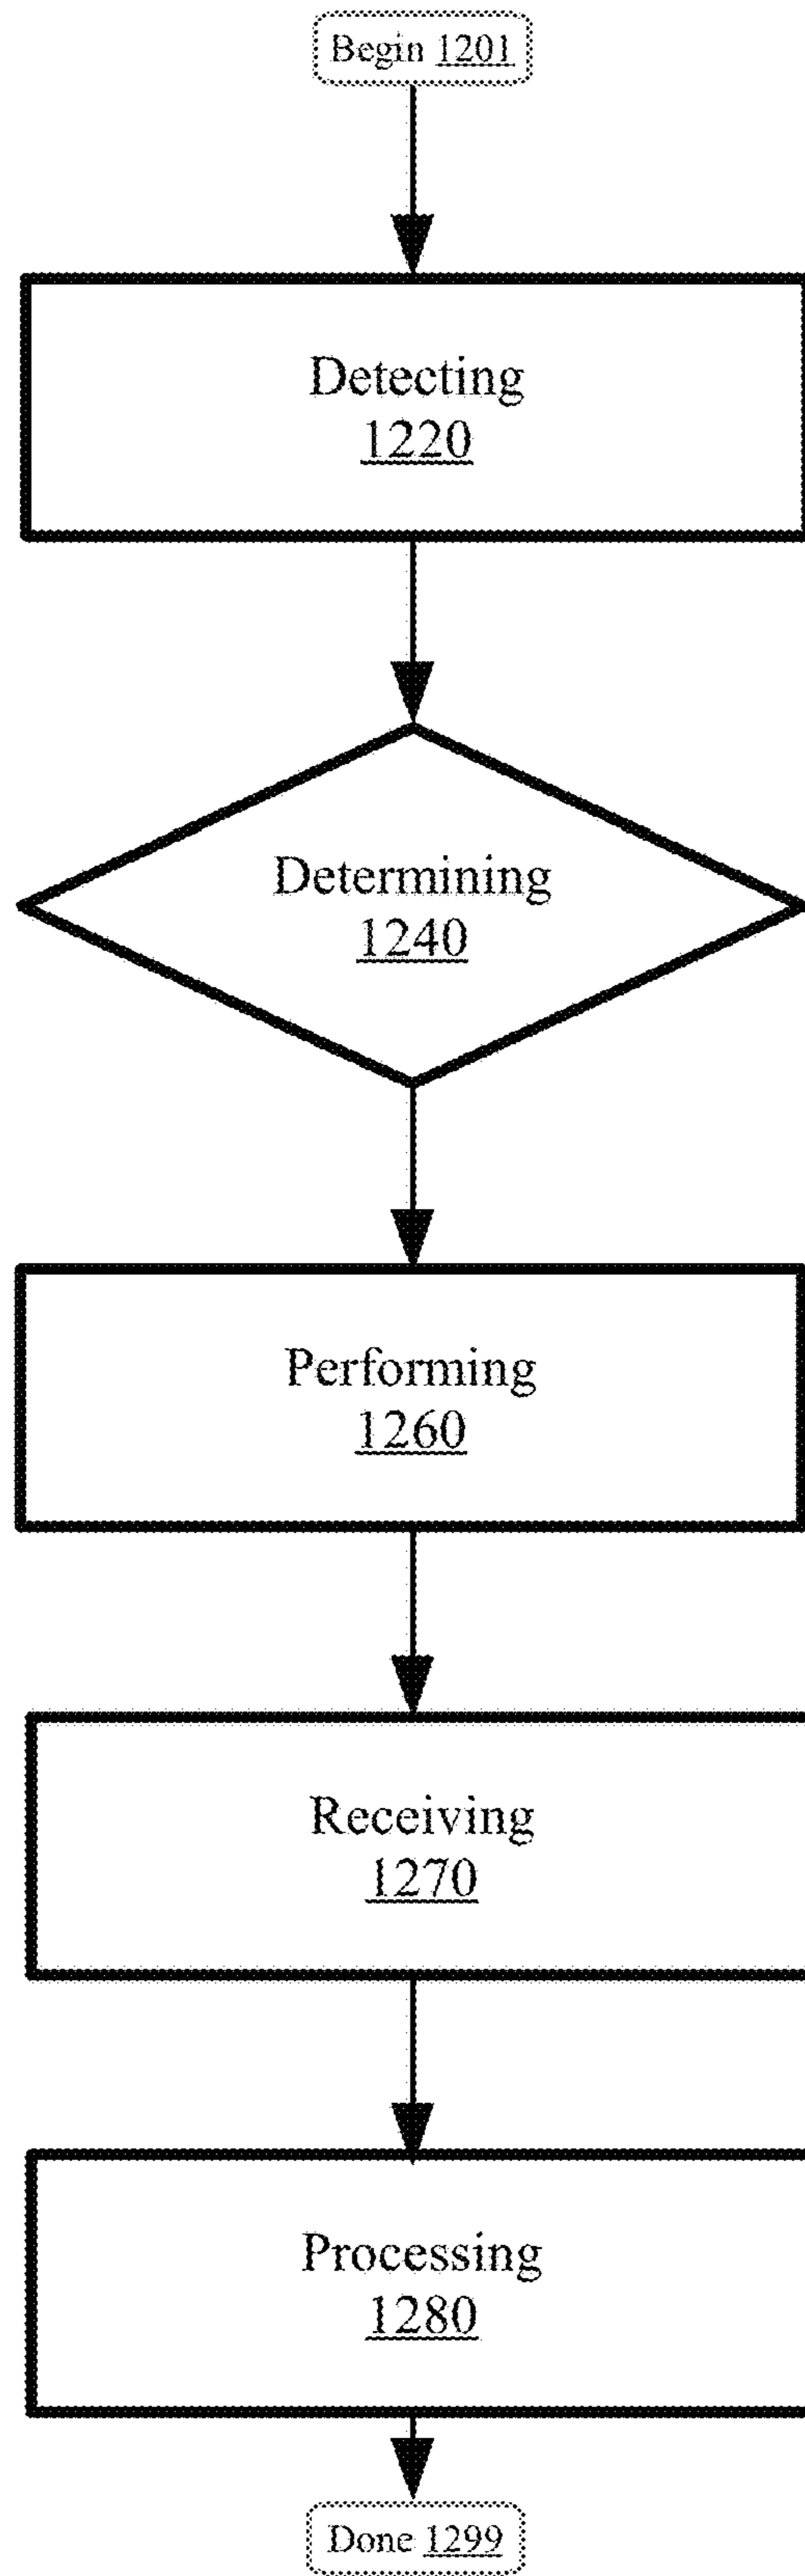 Begin 1201
Detecting
1220
Determining
1240
Performing
1260
Receiving
1270
Processing
1280
Done 1299